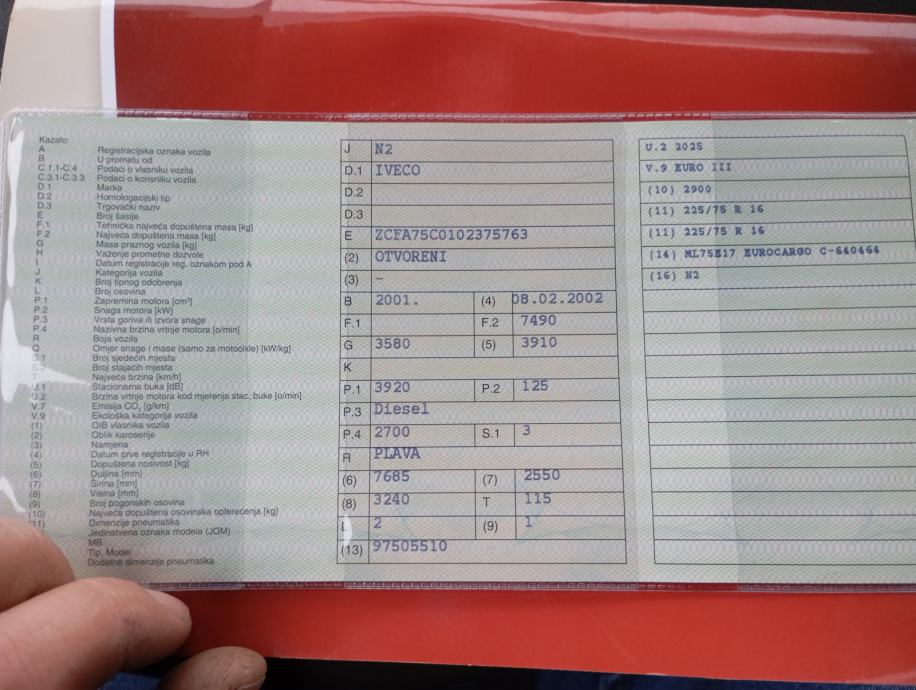 Kazalo:
A Registracijska oznaka vozila
B U prometu od
C.1.1-C.4 Podaci o vlasniku vozila
C.3.1-C.3.3 Podaci o korisniku vozila
D.1 Marka
D.2 Homologacijski tip
D.3 Trgovački naziv
E Broj šasije
F.1 Tehnička najveća dopuštena masa [kg]
F.2 Najveća dopuštena masa [kg]
G Masa praznog vozila [kg]
H Važenje prometne dozvole
I Datum registracije reg. oznakom pod A
J Kategorija vozila
K Broj tipnog odobrenja
L Broj osovina
P.1 Zapremina motora [cm³]
P.2 Snaga motora [kW]
P.3 Vrsta goriva ili izvora snage
P.4 Nazivna brzina vrtnje motora [o/min]
R Boja vozila
Q Omjer snage i mase (samo za motocikle) [kW/kg]
S.1 Broj sjedećih mjesta
S.2 Broj stajaćih mjesta
T Najveća brzina [km/h]
U.1 Stacionarna buka [dB]
U.2 Brzina vrtnje motora kod mjerenja stac. buke [o/min]
V.7 Emisija CO₂ [g/km]
V.9 Ekološka kategorija vozila
(1) OIB vlasnika vozila
(2) Oblik karoserije
(3) Namjena
(4) Datum prve registracije u RH
(5) Dopuštena nosivost [kg]
(6) Duljina [mm]
(7) Širina [mm]
(8) Visina [mm]
(9) Broj pogonskih osovina
(10) Najveća dopuštena osovinska opterećenja [kg]
(11) Dimenzije pneumatika
Jedinstvena oznaka modela (JOM)
MB
Tip, Model
Dodatne dimenzije pneumatika
J N2
D.1 IVECO
D.2
D.3
E ZCFA75C0102375763
(2) OTVORENI
(3) –
B 2001. (4) 08.02.2002
F.1 F.2 7490
G 3580 (5) 3910
K
P.1 3920 P.2 125
P.3 Diesel
P.4 2700 S.1 3
R PLAVA
(6) 7685 (7) 2550
(8) 3240 T 115
L 2 (9) 1
(13) 97505510
U.2 2025
V.9 EURO III
(10) 2900
(11) 225/75 R 16
(11) 225/75 R 16
(14) ML75E17 EUROCARGO C-640464
(16) N2